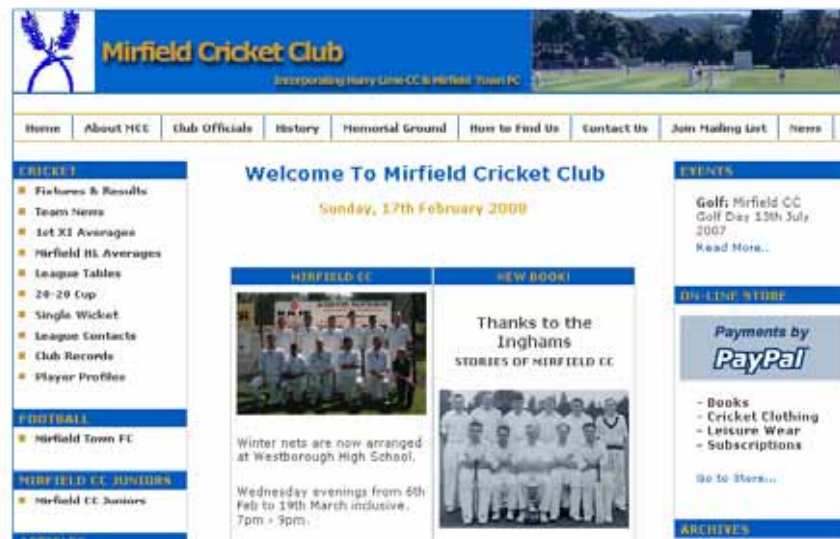 Mirfield Cricket Club
Incorporating Harry Lime CC & Mirfield Town FC
Home About MCC Club Officials History Memorial Ground How to Find Us Contact Us Join Mailing List News
CRICKET
Fixtures & Results
Team News
1st XI Averages
Mirfield HL Averages
League Tables
20-20 Cup
Single Wicket
League Contacts
Club Records
Player Profiles
FOOTBALL
Mirfield Town FC
MIRFIELD CC JUNIORS
Mirfield CC Juniors
Welcome To Mirfield Cricket Club
Sunday, 17th February 2008
MIRFIELD CC
Winter nets are now arranged
at Westborough High School.
Wednesday evenings from 6th
Feb to 19th March inclusive.
7pm - 9pm.
NEW BOOK!
Thanks to the
Inghams
STORIES OF MIRFIELD CC
EVENTS
Golf: Mirfield CC
Golf Day 13th July
2007
Read More..
ON-LINE STORE
Payments by
PayPal
- Books
- Cricket Clothing
- Leisure Wear
- Subscriptions
Go to Store...
ARCHIVES